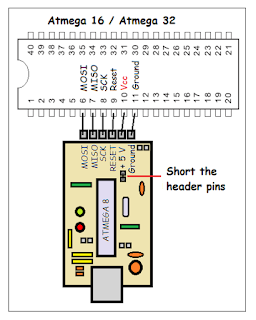 Atmega 16 / Atmega 32
40 39 38 37 36 35 34 33 32 31 30 29 28 27 26 25 24 23 22 21
MOSI MISO SCK Reset Vcc Ground
1 2 3 4 5 6 7 8 9 10 11 12 13 14 15 16 17 18 19 20
MOSI MISO SCK RESET + 5 V Ground
Short the
header pins
ATMEGA 8